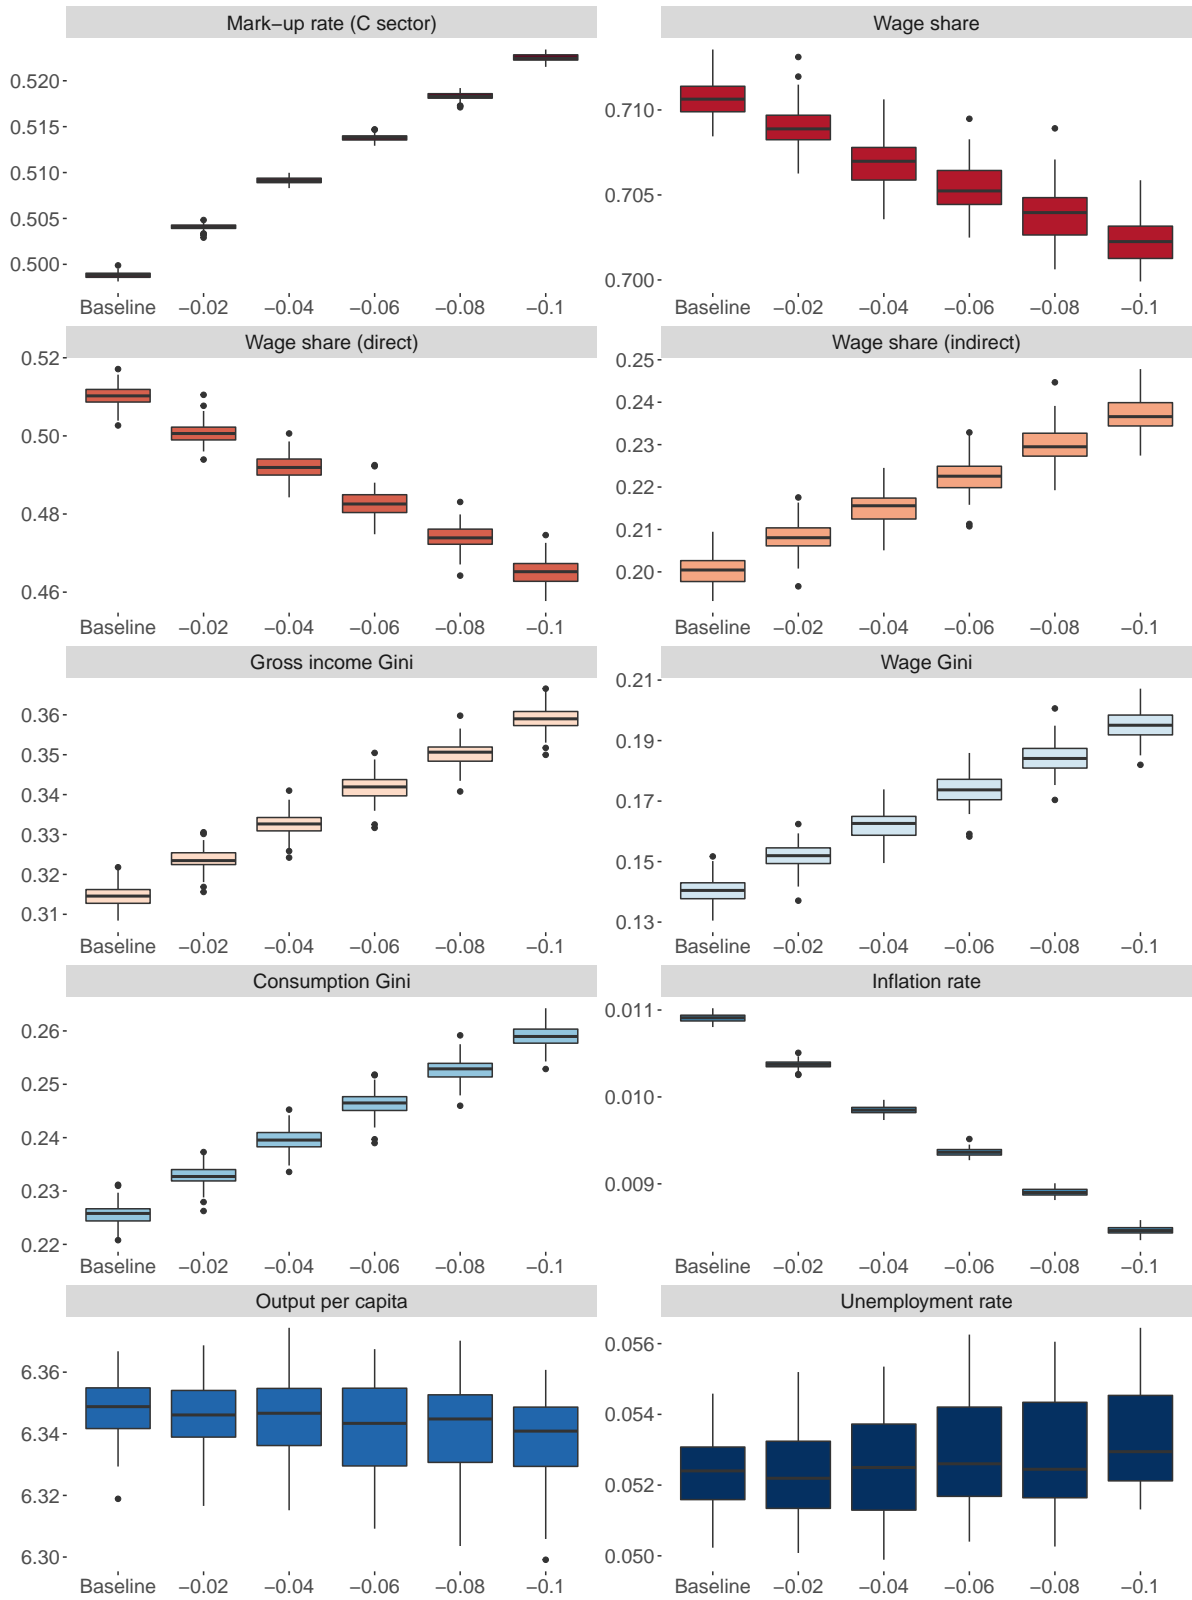 Mark−up rate (C sector)
0.520
0.515
0.510
0.505
0.500
Baseline −0.02 −0.04 −0.06 −0.08 −0.1
Wage share
0.710
0.705
0.700
Baseline −0.02 −0.04 −0.06 −0.08 −0.1
Wage share (direct)
0.52
0.50
0.48
0.46
Baseline −0.02 −0.04 −0.06 −0.08 −0.1
Wage share (indirect)
0.25
0.24
0.23
0.22
0.21
0.20
Baseline −0.02 −0.04 −0.06 −0.08 −0.1
Gross income Gini
0.36
0.35
0.34
0.33
0.32
0.31
Baseline −0.02 −0.04 −0.06 −0.08 −0.1
Wage Gini
0.21
0.19
0.17
0.15
0.13
Baseline −0.02 −0.04 −0.06 −0.08 −0.1
Consumption Gini
0.26
0.25
0.24
0.23
0.22
Baseline −0.02 −0.04 −0.06 −0.08 −0.1
Inflation rate
0.011
0.010
0.009
Baseline −0.02 −0.04 −0.06 −0.08 −0.1
Output per capita
6.36
6.34
6.32
6.30
Baseline −0.02 −0.04 −0.06 −0.08 −0.1
Unemployment rate
0.056
0.054
0.052
0.050
Baseline −0.02 −0.04 −0.06 −0.08 −0.1